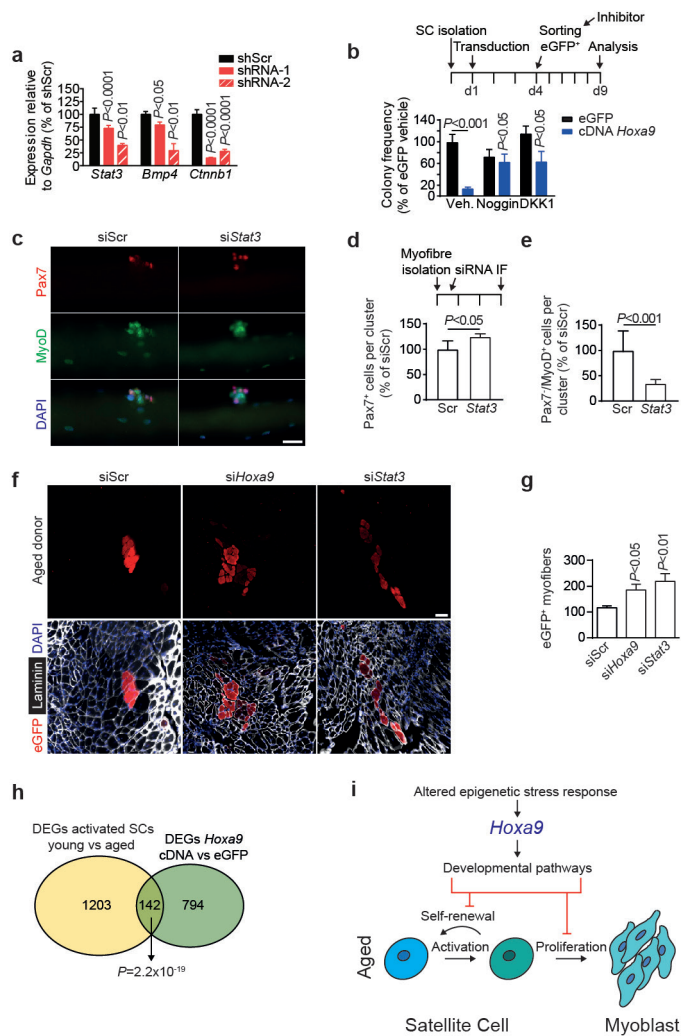 a
shScr
shRNA-1
shRNA-2
Expression relative
to Gapdh (% of shScr)
125
100
75
50
25
0
P<0.0001
P<0.01
P<0.05
P<0.01
P<0.0001
P<0.0001
Stat3 Bmp4 Ctnnb1
b
Inhibitor
Sorting
SC isolation
Transduction eGFP+
Analysis
d1 d4 d9
eGFP
cDNA Hoxa9
Colony frequency
(% of eGFP vehicle)
200
160
120
80
40
0
P<0.001
P<0.05
P<0.05
Veh. Noggin DKK1
c
siScr siStat3
Pax7
MyoD
DAPI
d
Myofibre
isolation siRNA IF
Pax7+ cells per cluster
(% of siScr)
150
100
50
0
P<0.05
Scr Stat3
e
Pax7-/MyoD+ cells per
cluster (% of siScr)
150
100
50
0
P<0.001
Scr Stat3
f
siScr siHoxa9 siStat3
Aged donor
eGFP Laminin DAPI
g
eGFP+ myofibers
300
200
100
0
P<0.05
P<0.01
siScr
siHoxa9
siStat3
h
DEGs activated SCs
young vs aged
DEGs Hoxa9
cDNA vs eGFP
1203 142 794
P=2.2x10-19
i
Altered epigenetic stress response
Hoxa9
Developmental pathways
Self-renewal
Activation Proliferation
Aged
Satellite Cell Myoblast